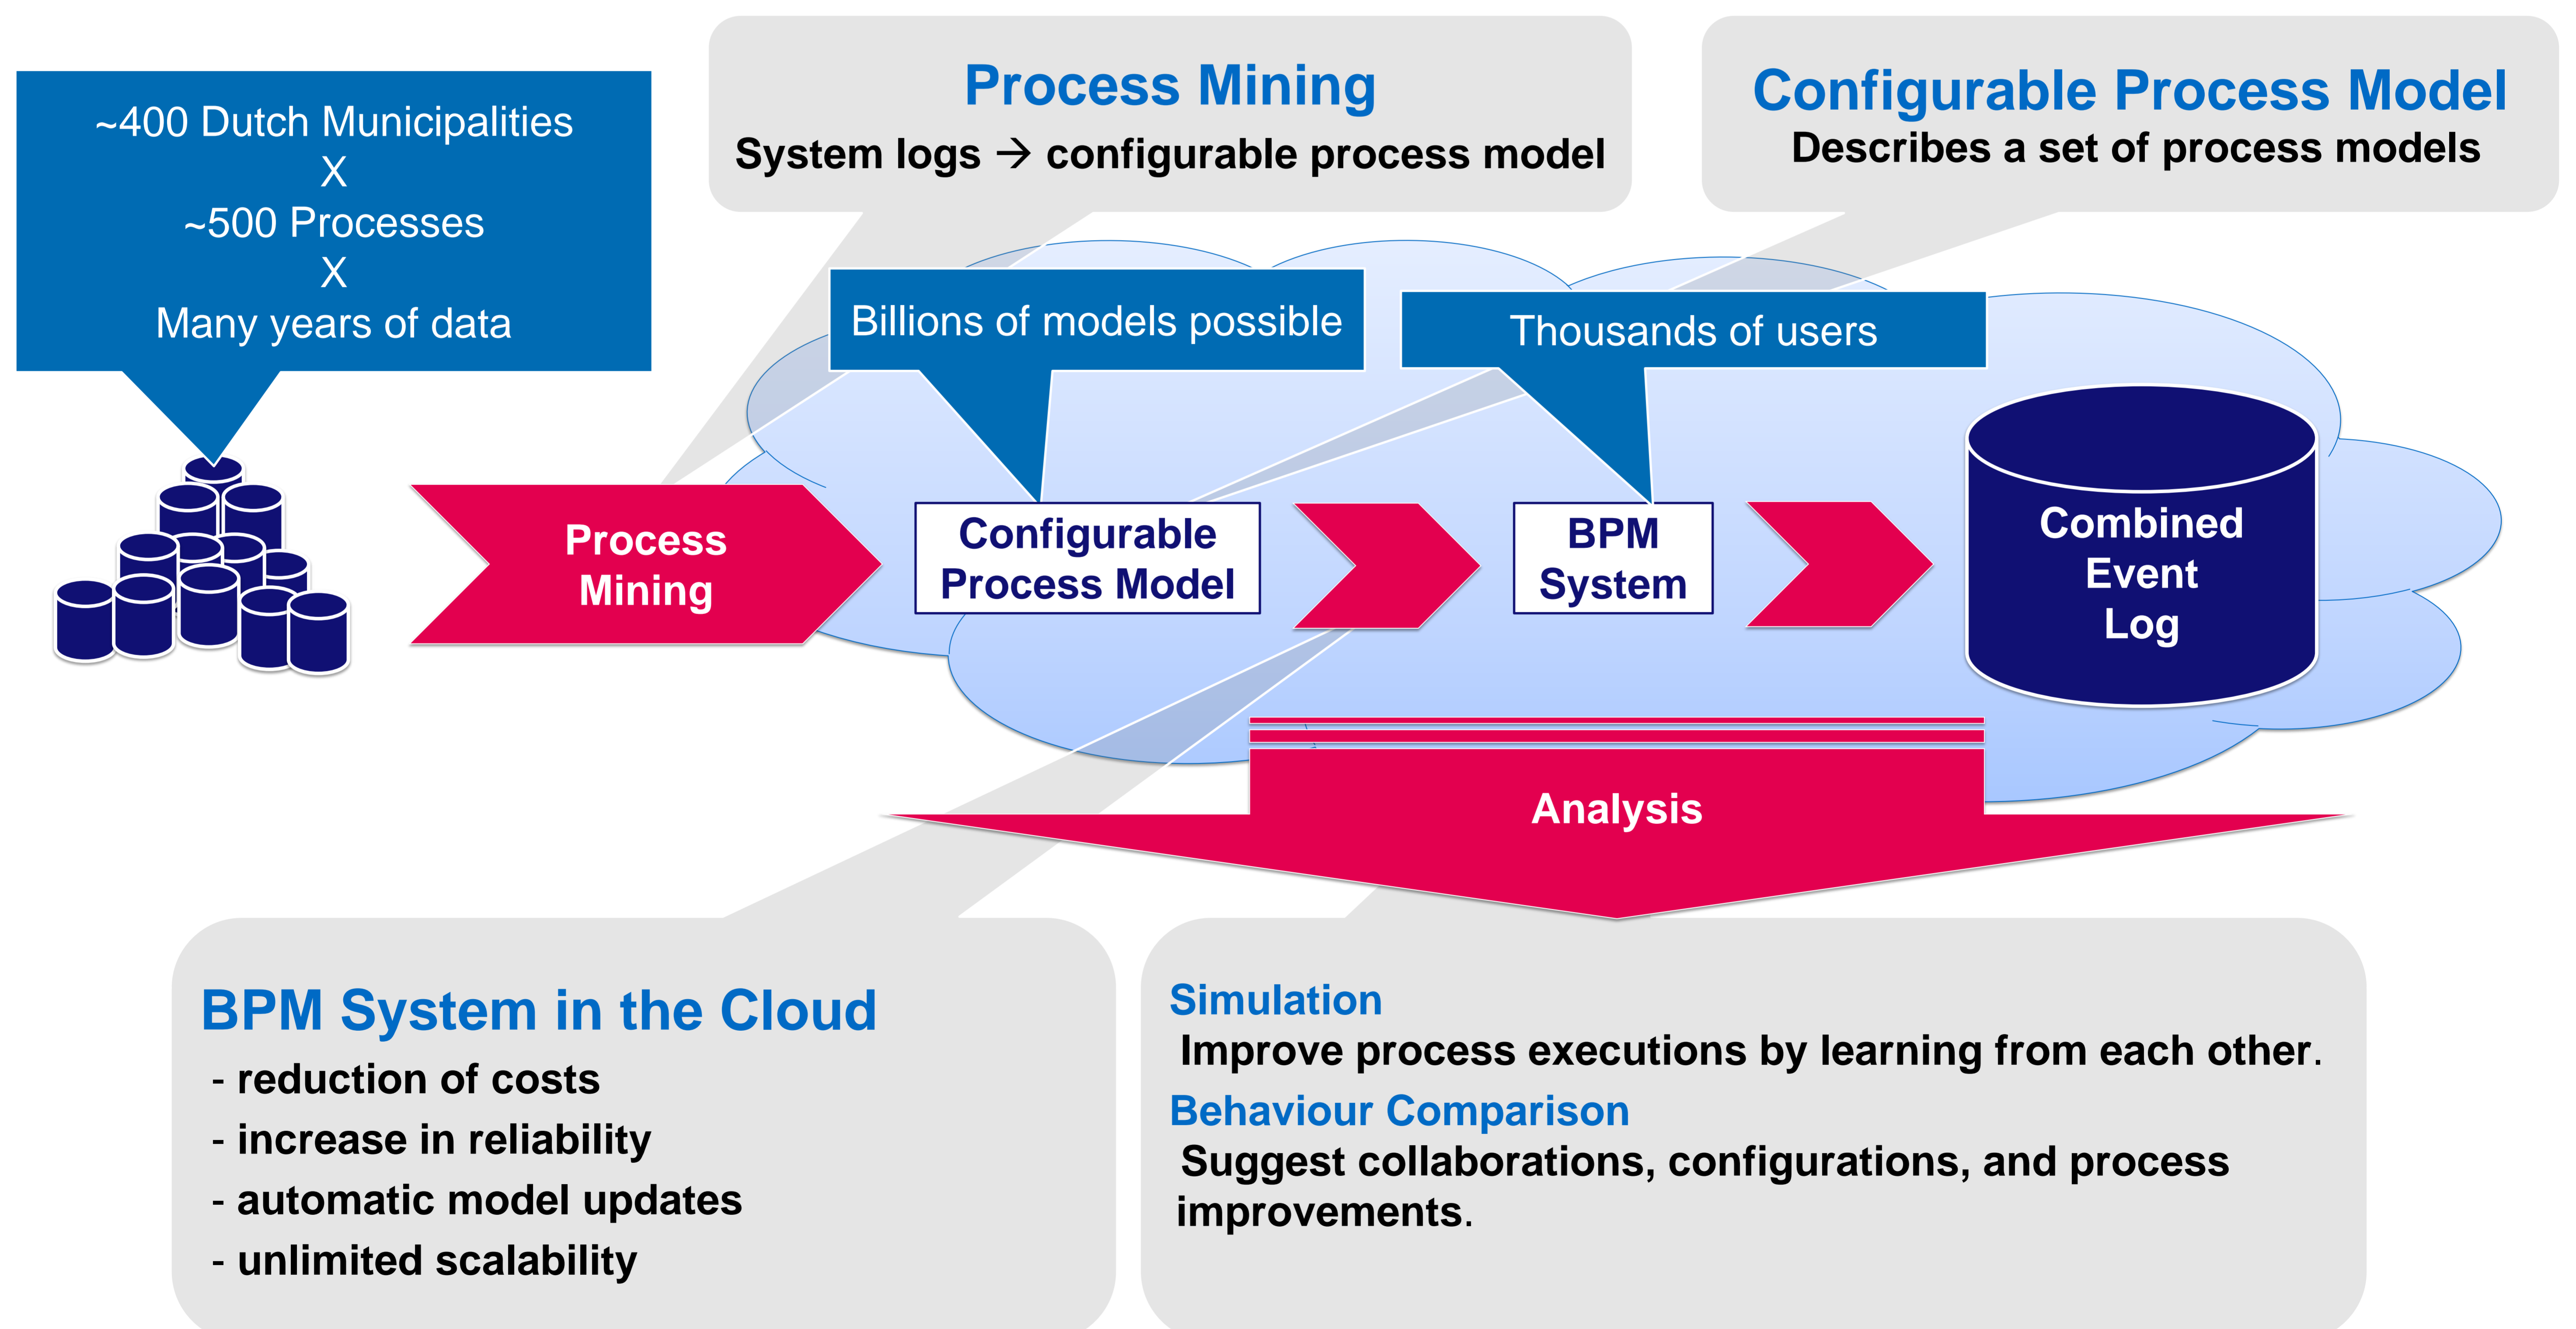 ~400 Dutch Municipalities
X
~500 Processes
X
Many years of data
Process Mining
System logs → configurable process model
Configurable Process Model
Describes a set of process models
Billions of models possible
Thousands of users
Process
Mining
Configurable
Process Model
BPM
System
Combined
Event
Log
Analysis
BPM System in the Cloud
- reduction of costs
- increase in reliability
- automatic model updates
- unlimited scalability
Simulation
Improve process executions by learning from each other.
Behaviour Comparison
Suggest collaborations, configurations, and process
improvements.